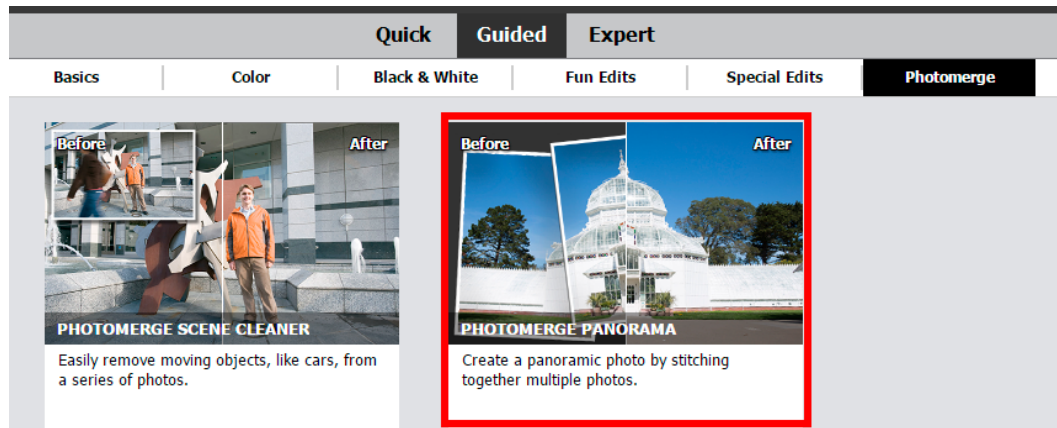 Quick Guided Expert
Basics Color Black & White Fun Edits Special Edits Photomerge
Before After
PHOTOMERGE SCENE CLEANER
Easily remove moving objects, like cars, from
a series of photos.
Before After
PHOTOMERGE PANORAMA
Create a panoramic photo by stitching
together multiple photos.